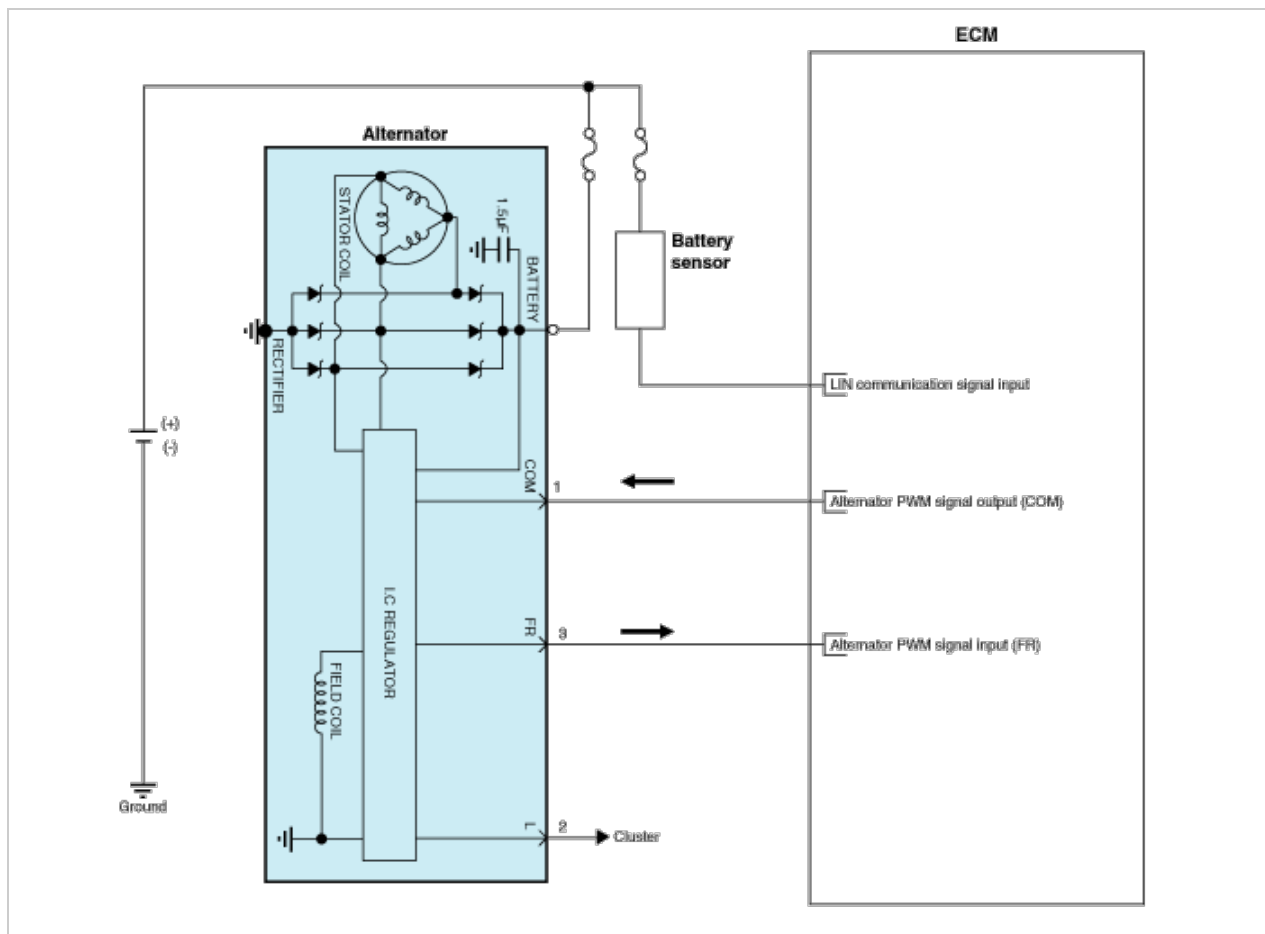 ECM
Alternator
STATOR COIL
1.5µF
BATTERY
Battery
sensor
RECTIFIER
LIN communication signal input
(+)
(-)
COM
1
Alternator PWM signal output (COM)
I.C REGULATOR
FR
3
Alternator PWM signal input (FR)
FIELD COIL
Ground
L
2
Cluster